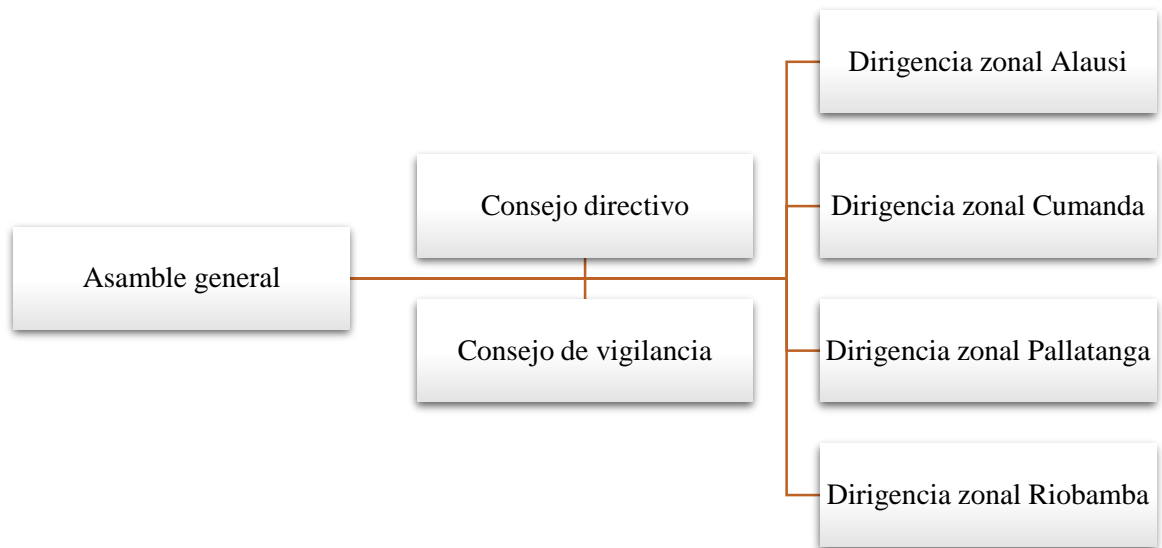 Asamble general
Consejo directivo
Consejo de vigilancia
Dirigencia zonal Alausi
Dirigencia zonal Cumanda
Dirigencia zonal Pallatanga
Dirigencia zonal Riobamba